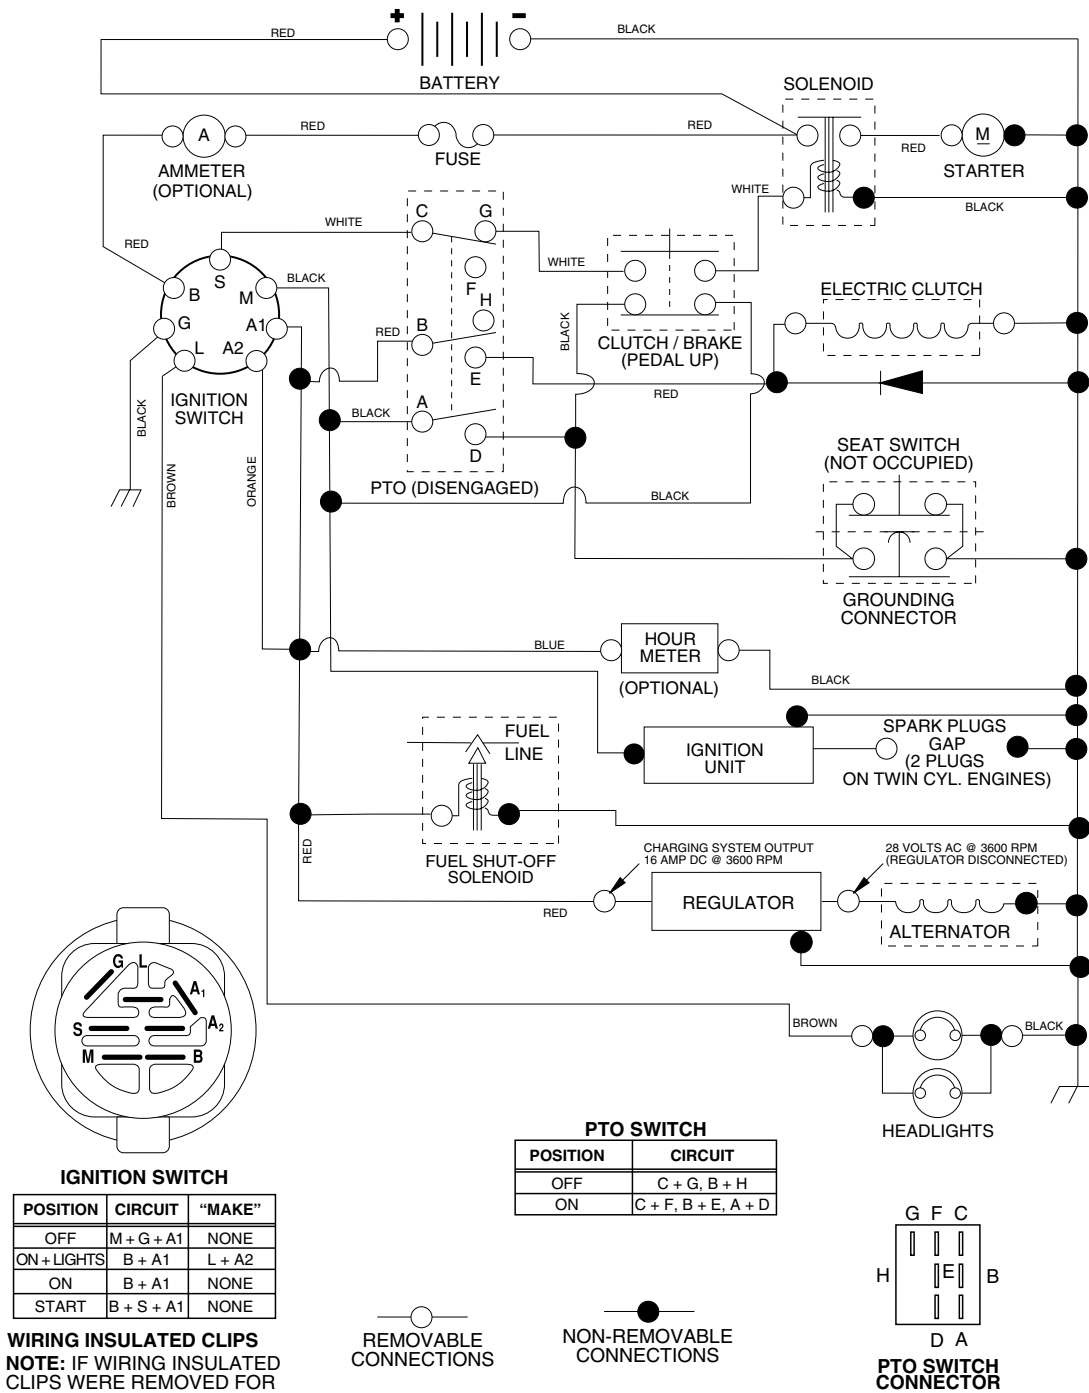 +
-
RED
BLACK
BATTERY
SOLENOID
RED
RED
A
FUSE
M
RED
AMMETER
(OPTIONAL)
STARTER
WHITE
BLACK
C
G
WHITE
RED
S
BLACK
B
M
WHITE
F
H
ELECTRIC CLUTCH
G
A1
RED
B
BLACK
CLUTCH / BRAKE
(PEDAL UP)
L
A2
E
RED
IGNITION
SWITCH
BLACK
BLACK
A
D
SEAT SWITCH
(NOT OCCUPIED)
BROWN
ORANGE
PTO (DISENGAGED)
BLACK
GROUNDING
CONNECTOR
BLUE
HOUR
METER
(OPTIONAL)
BLACK
FUEL
LINE
IGNITION
UNIT
SPARK PLUGS
GAP
(2 PLUGS
ON TWIN CYL. ENGINES)
RED
FUEL SHUT-OFF
SOLENOID
CHARGING SYSTEM OUTPUT
16 AMP DC @ 3600 RPM
28 VOLTS AC @ 3600 RPM
(REGULATOR DISCONNECTED)
RED
REGULATOR
ALTERNATOR
G L
A1
S
A2
M
B
BROWN
BLACK
HEADLIGHTS
IGNITION SWITCH
POSITION CIRCUIT "MAKE"
OFF M + G + A1 NONE
ON + LIGHTS B + A1 L + A2
ON B + A1 NONE
START B + S + A1 NONE
PTO SWITCH
POSITION CIRCUIT
OFF C + G, B + H
ON C + F, B + E, A + D
G F C
H
E
B
D A
PTO SWITCH
CONNECTOR
REMOVABLE
CONNECTIONS
NON-REMOVABLE
CONNECTIONS
WIRING INSULATED CLIPS
NOTE: IF WIRING INSULATED
CLIPS WERE REMOVED FOR